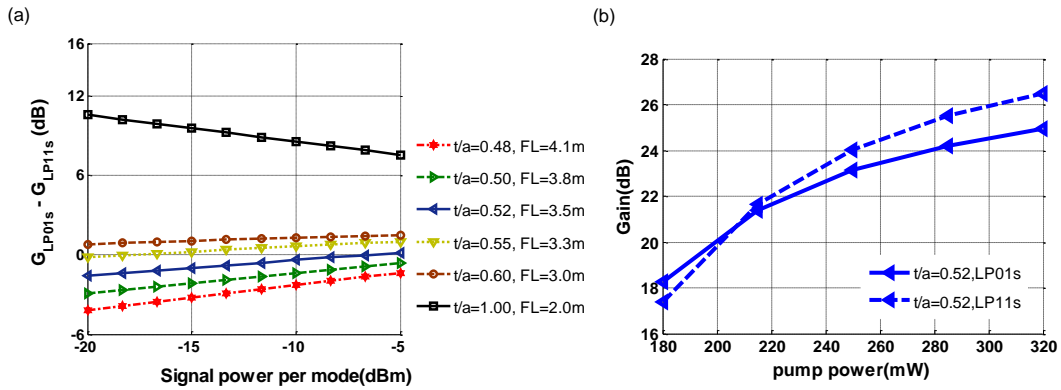 (a)
16
12
6
0
-6
-20
-15
-10
-5
G_LP01s - G_LP11s (dB)
Signal power per mode(dBm)
t/a=0.48, FL=4.1m
t/a=0.50, FL=3.8m
t/a=0.52, FL=3.5m
t/a=0.55, FL=3.3m
t/a=0.60, FL=3.0m
t/a=1.00, FL=2.0m
(b)
28
26
24
22
20
18
16
180
200
220
240
260
280
300
320
Gain(dB)
pump power(mW)
t/a=0.52,LP01s
t/a=0.52,LP11s